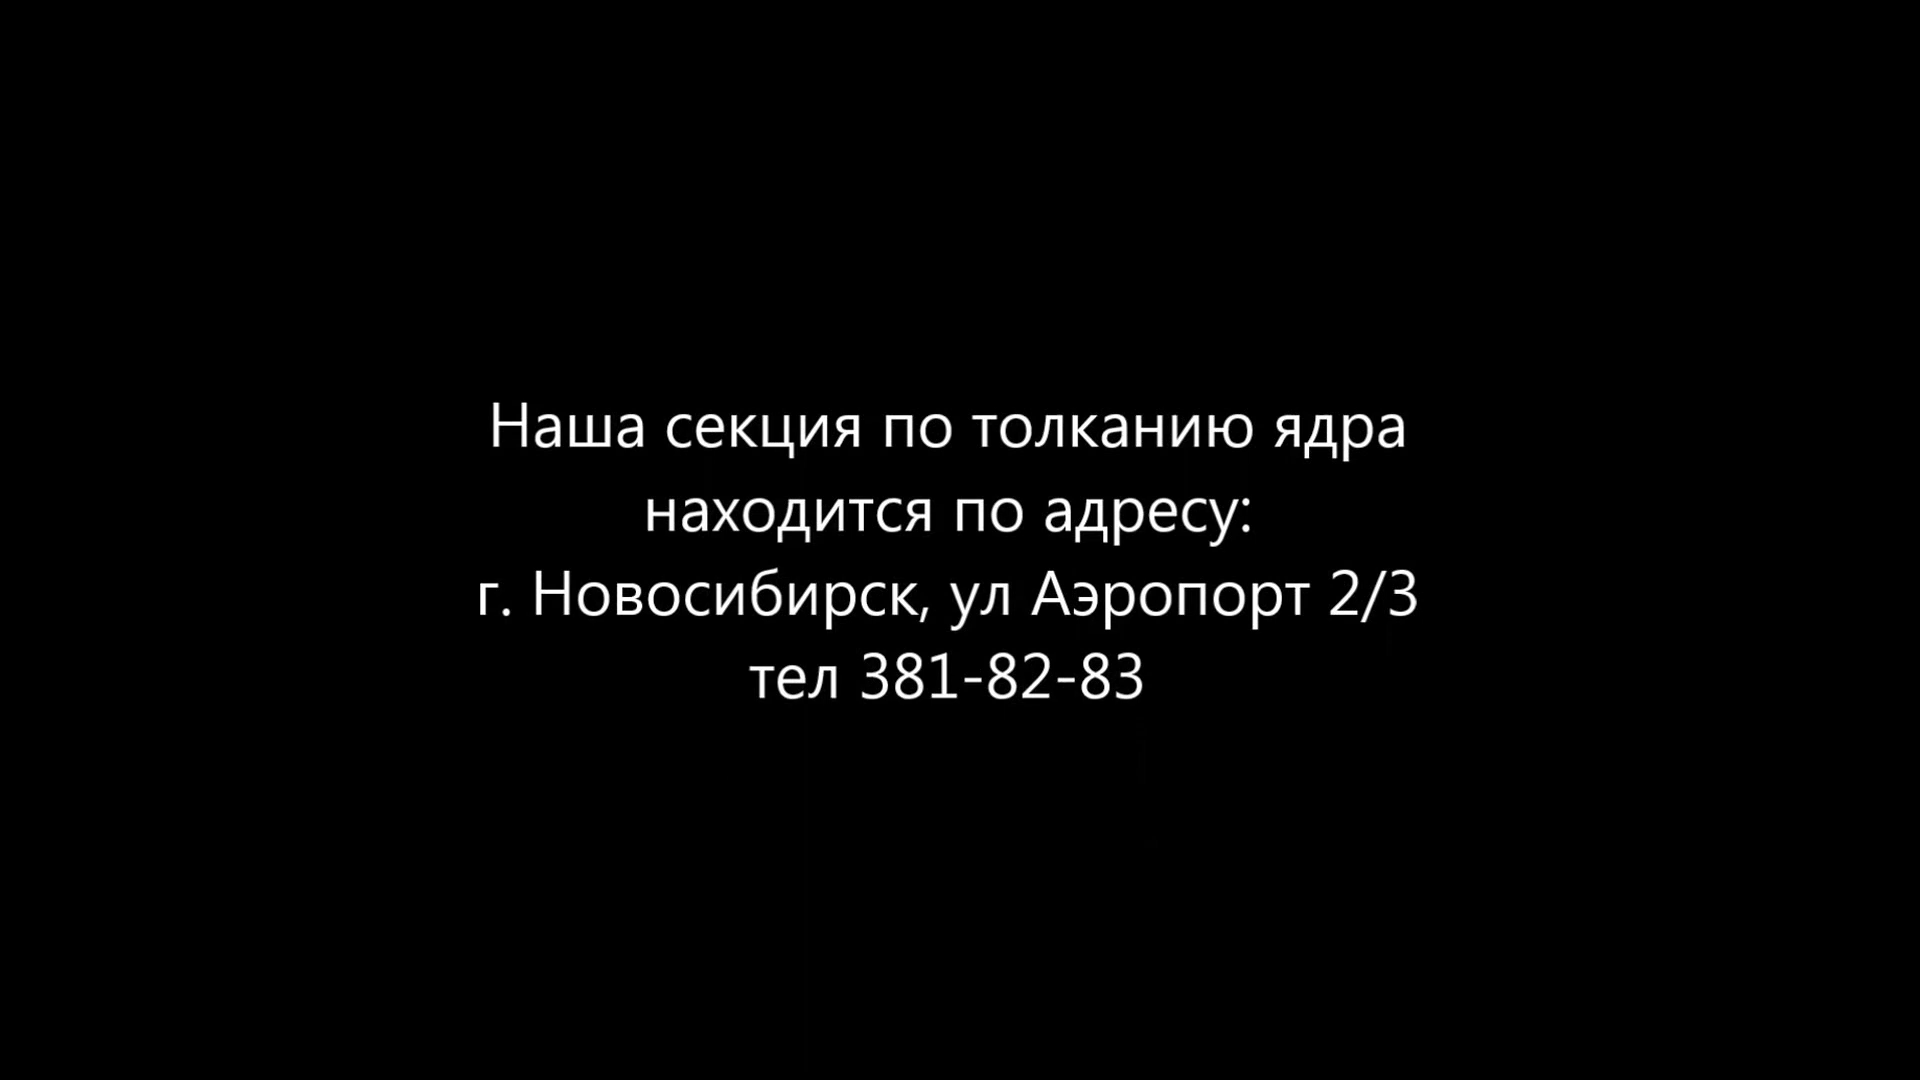 Наша секция по толканию ядра
находится по адресу:
г. Новосибирск, ул Аэропорт 2/3
тел 381-82-83